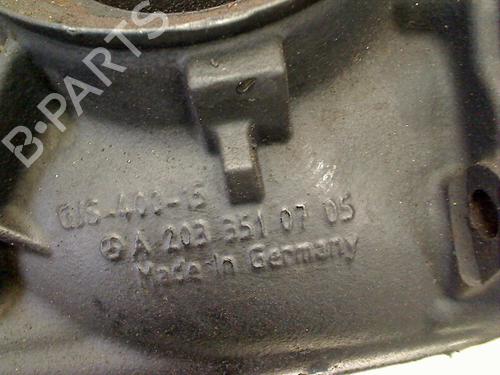 B-PARTS
GJS-400-15
A 203 351 07 05
Made in Germany